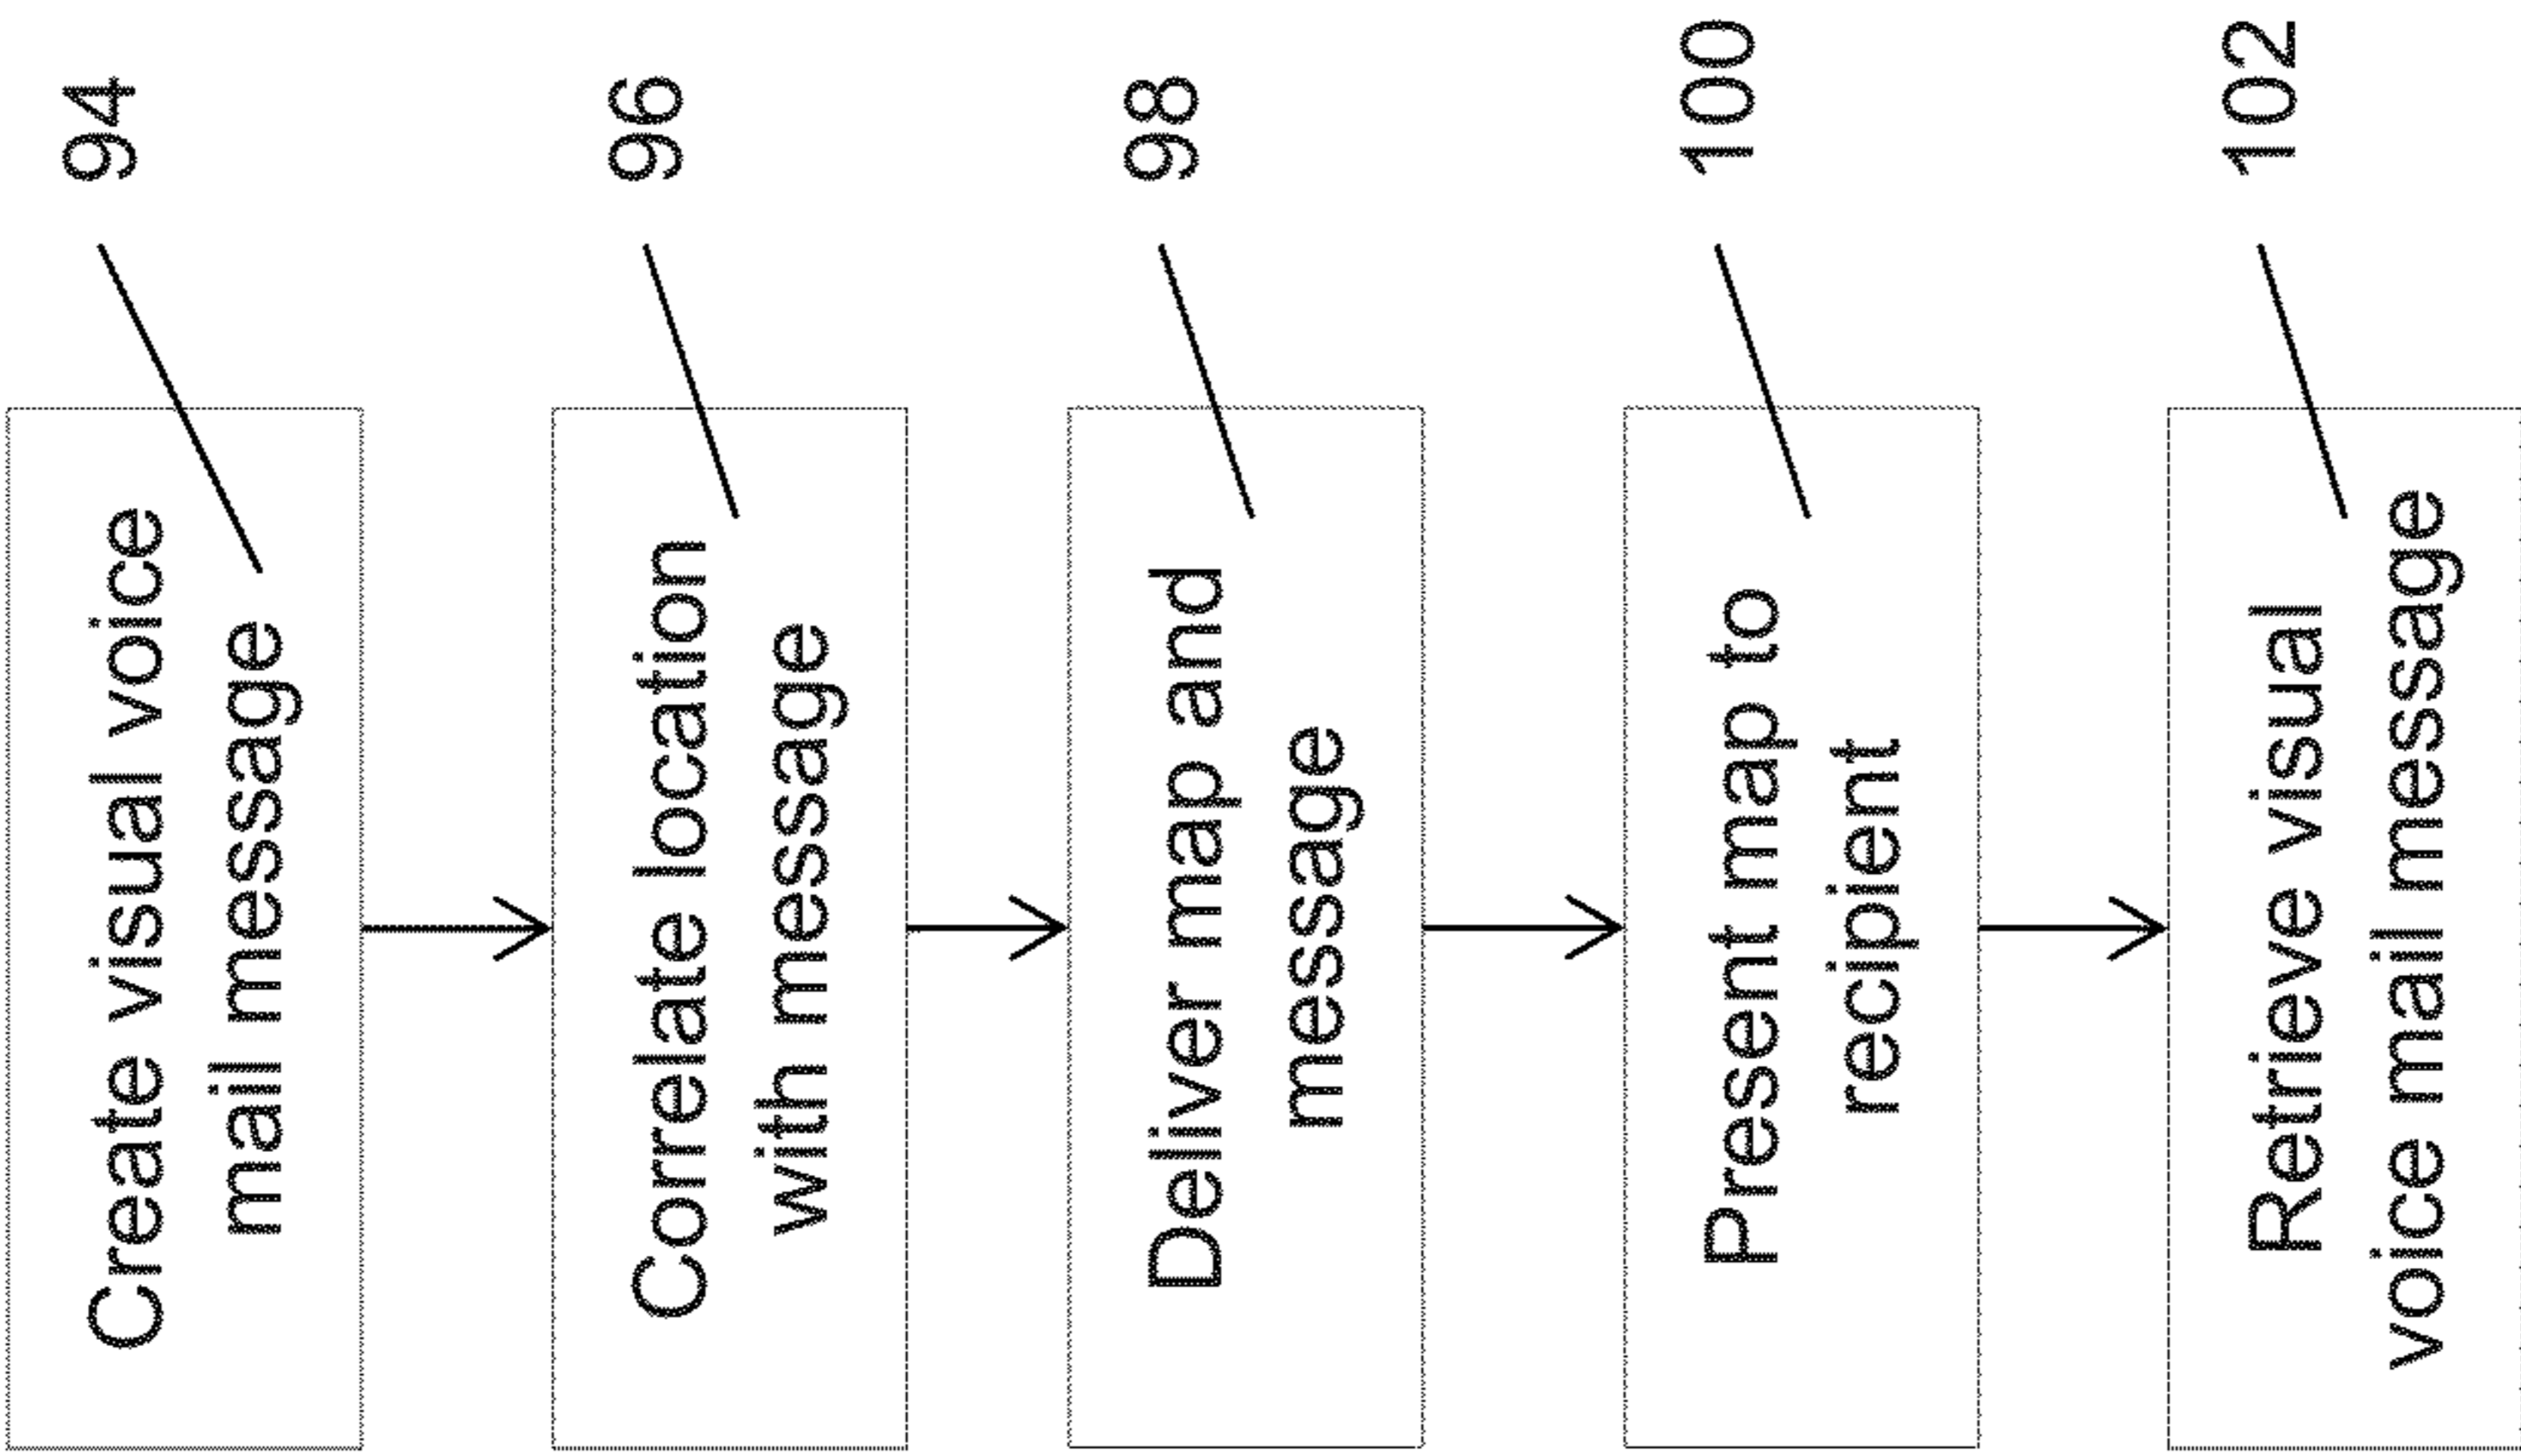 Create visual voice
mail message
94
Correlate location
with message
96
Deliver map and
message
98
Present map to
recipient
100
Retrieve visual
voice mail message
102